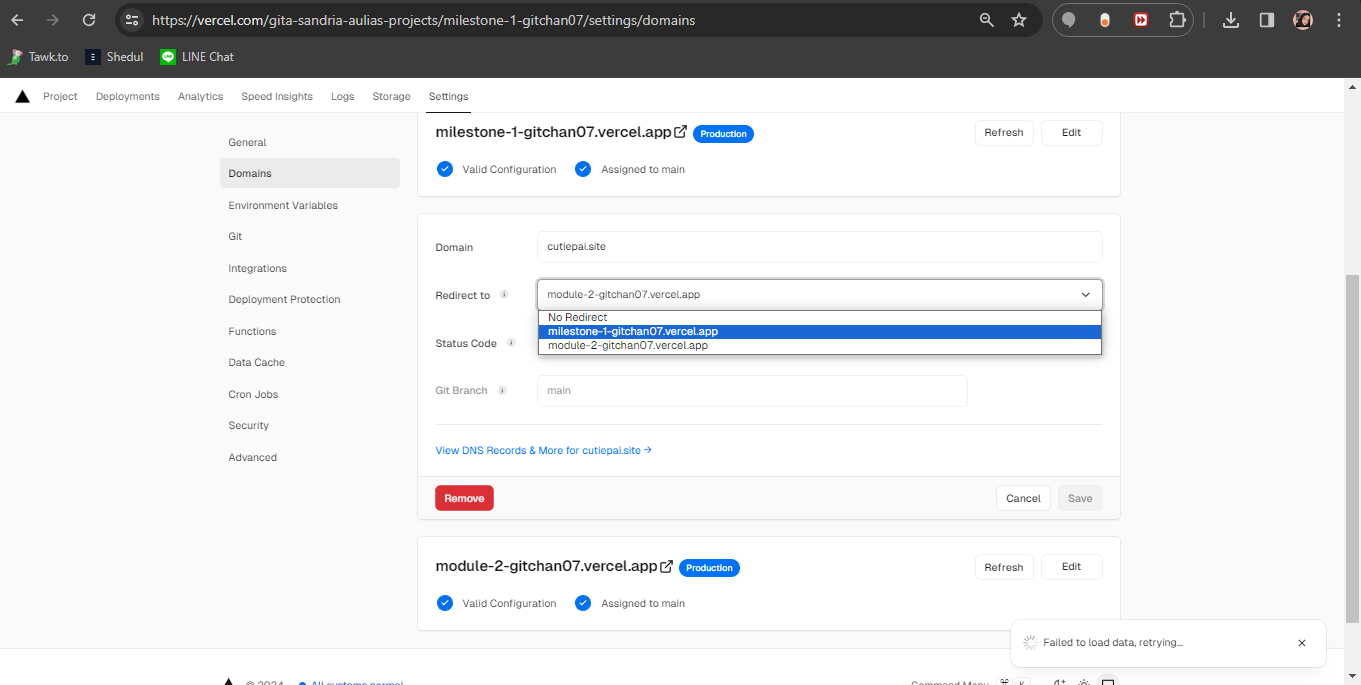 https://vercel.com/gita-sandria-aulias-projects/milestone-1-gitchan07/settings/domains
Tawk.to Shedul LINE Chat
Project Deployments Analytics Speed Insights Logs Storage Settings
General
Domains
Environment Variables
Git
Integrations
Deployment Protection
Functions
Data Cache
Cron Jobs
Security
Advanced
milestone-1-gitchan07.vercel.app Production Refresh Edit
Valid Configuration Assigned to main
Domain cutiepai.site
Redirect to module-2-gitchan07.vercel.app
No Redirect
milestone-1-gitchan07.vercel.app
module-2-gitchan07.vercel.app
Status Code
Git Branch main
View DNS Records & More for cutiepai.site →
Remove Cancel Save
module-2-gitchan07.vercel.app Production Refresh Edit
Valid Configuration Assigned to main
Failed to load data, retrying...
© 2024 All systems normal Command Menu ⌘ K